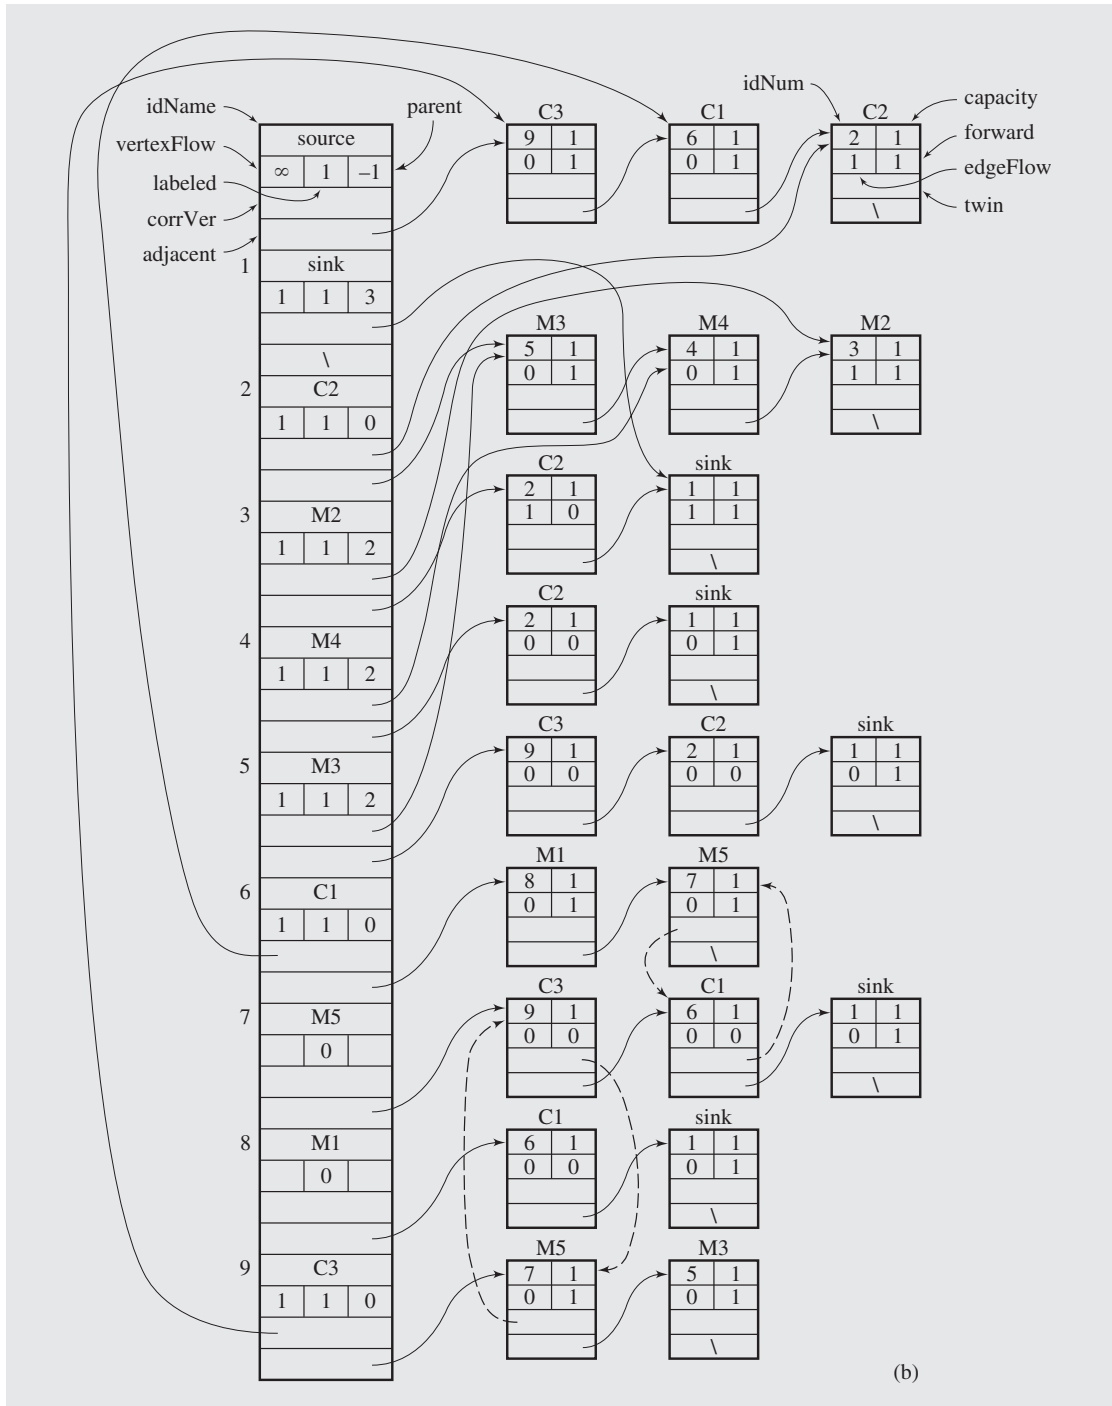 idNum
C3 C1 C2 capacity
idName parent
source 9 1 6 1 2 1 forward
vertexFlow 0 1 0 1 1 1 edgeFlow
∞ 1 –1
labeled
corrVer \ twin
adjacent
1 sink
1 1 3
M3 M4 M2
\ 5 1 4 1 3 1
0 1 0 1 1 1
2 C2
1 1 0 \
C2 sink
2 1 1 1
3 M2 1 0 1 1
1 1 2 \
C2 sink
2 1 1 1
4 M4 0 0 0 1
1 1 2 \
C3 C2 sink
9 1 2 1 1 1
5 M3 0 0 0 0 0 1
1 1 2 \
M1 M5
8 1 7 1
6 C1 0 1 0 1
1 1 0 \
C3 C1 sink
9 1 6 1 1 1
7 M5 0 0 0 0 0 1
0 \
C1 sink
8 M1 6 1 1 1
0 0 0 0 1
\
M5 M3
9 C3 7 1 5 1
1 1 0 0 1 0 1
\
(b)